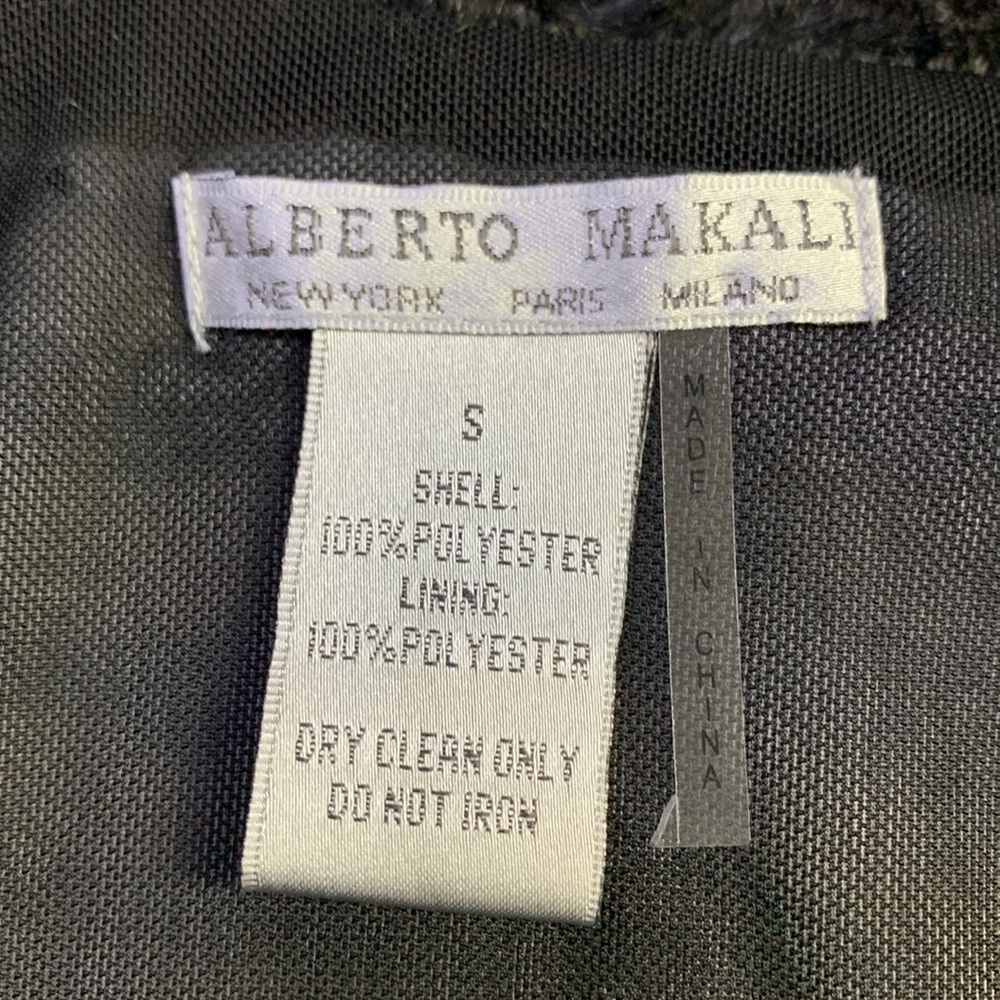 ALBERTO MAKALI
NEW YORK PARIS MILANO
S
SHELL:
100%POLYESTER
LINING:
100%POLYESTER
DRY CLEAN ONLY
DO NOT IRON
MADE IN CHINA